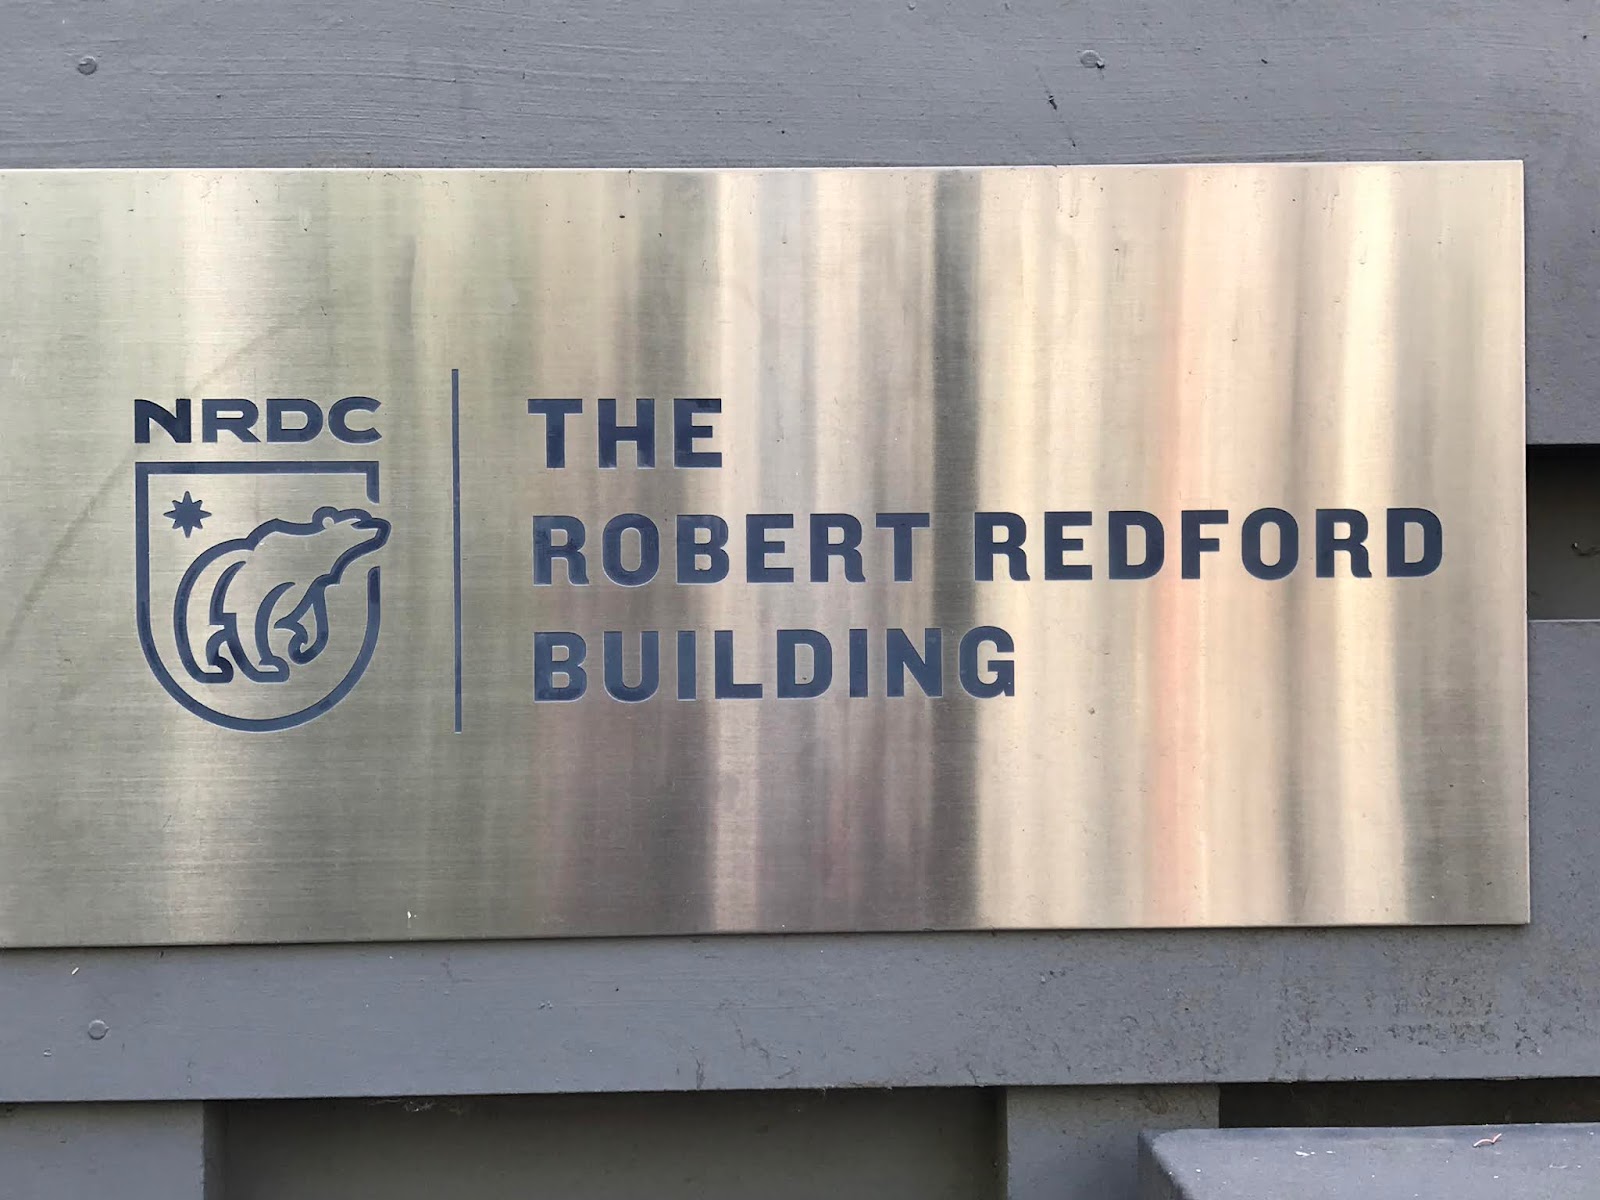 NRDC
THE
ROBERT REDFORD
BUILDING